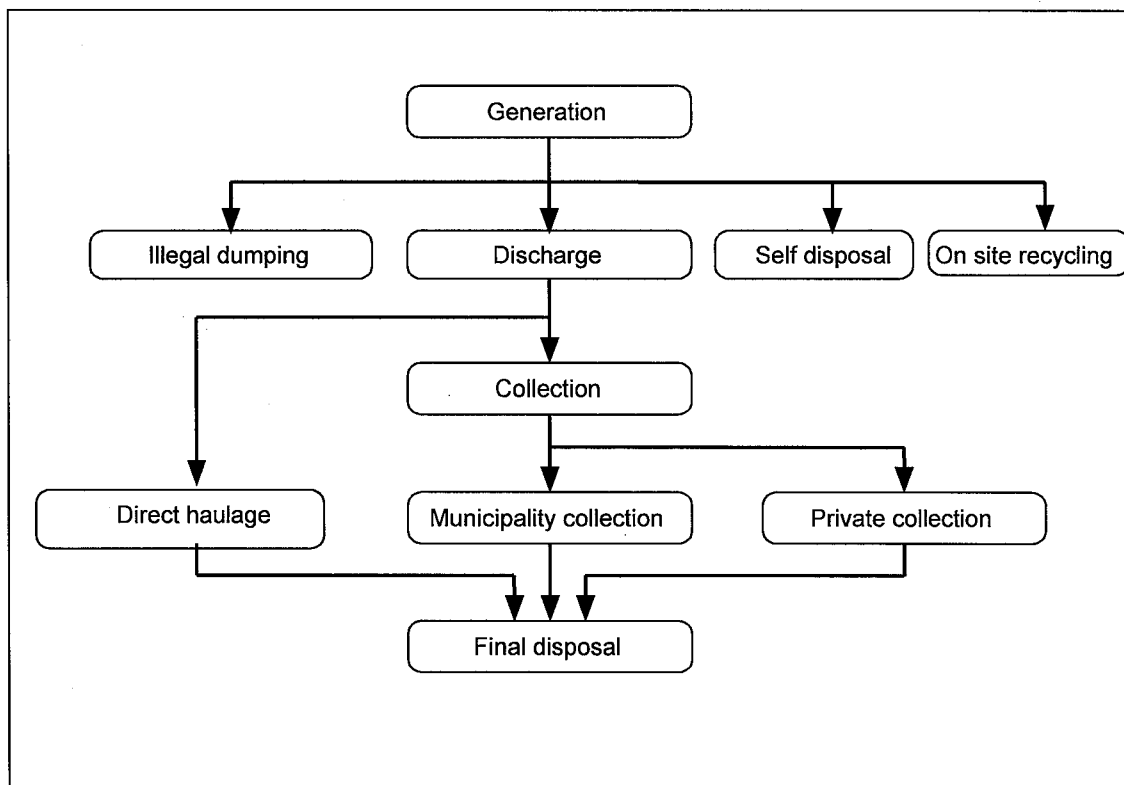 Generation
Illegal dumping
Discharge
Self disposal
On site recycling
Collection
Direct haulage
Municipality collection
Private collection
Final disposal